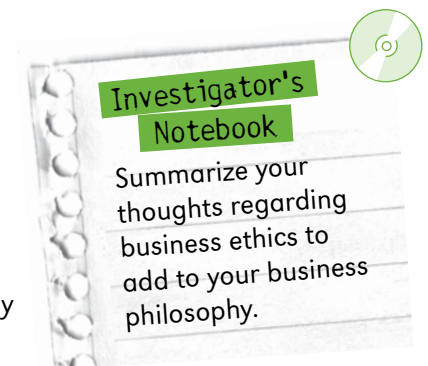 Investigator's
Notebook
Summarize your
thoughts regarding
business ethics to
add to your business
philosophy.
y